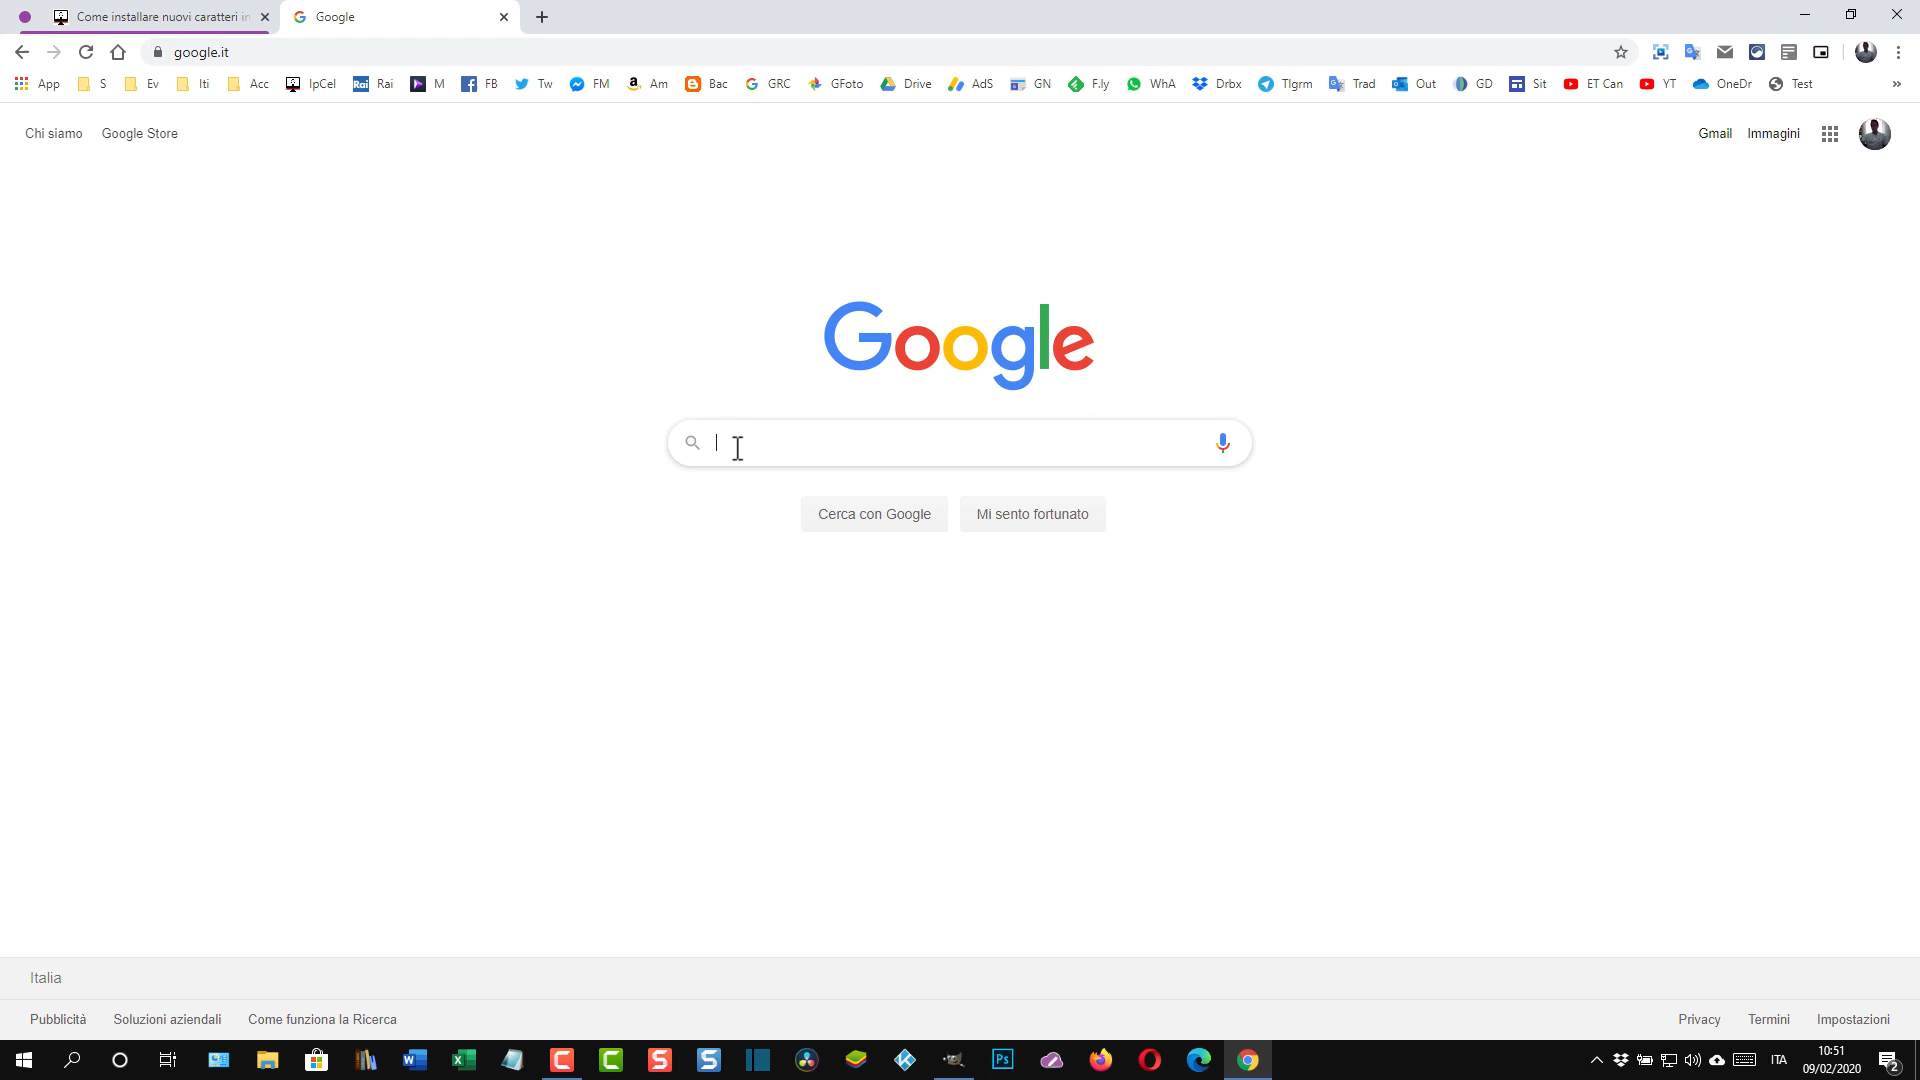 Come installare nuovi caratteri in
Google
google.it
App S Ev Iti Acc IpCel Rai Rai M FB Tw FM Am Bac GRC GFoto Drive AdS GN F.ly WhA Drbx Tlgrm Trad Out GD Sit ET Can YT OneDr Test »
Chi siamo Google Store
Gmail Immagini
Google
Cerca con Google Mi sento fortunato
Italia
Pubblicità Soluzioni aziendali Come funziona la Ricerca
Privacy Termini Impostazioni
ITA
10:51
09/02/2020
2